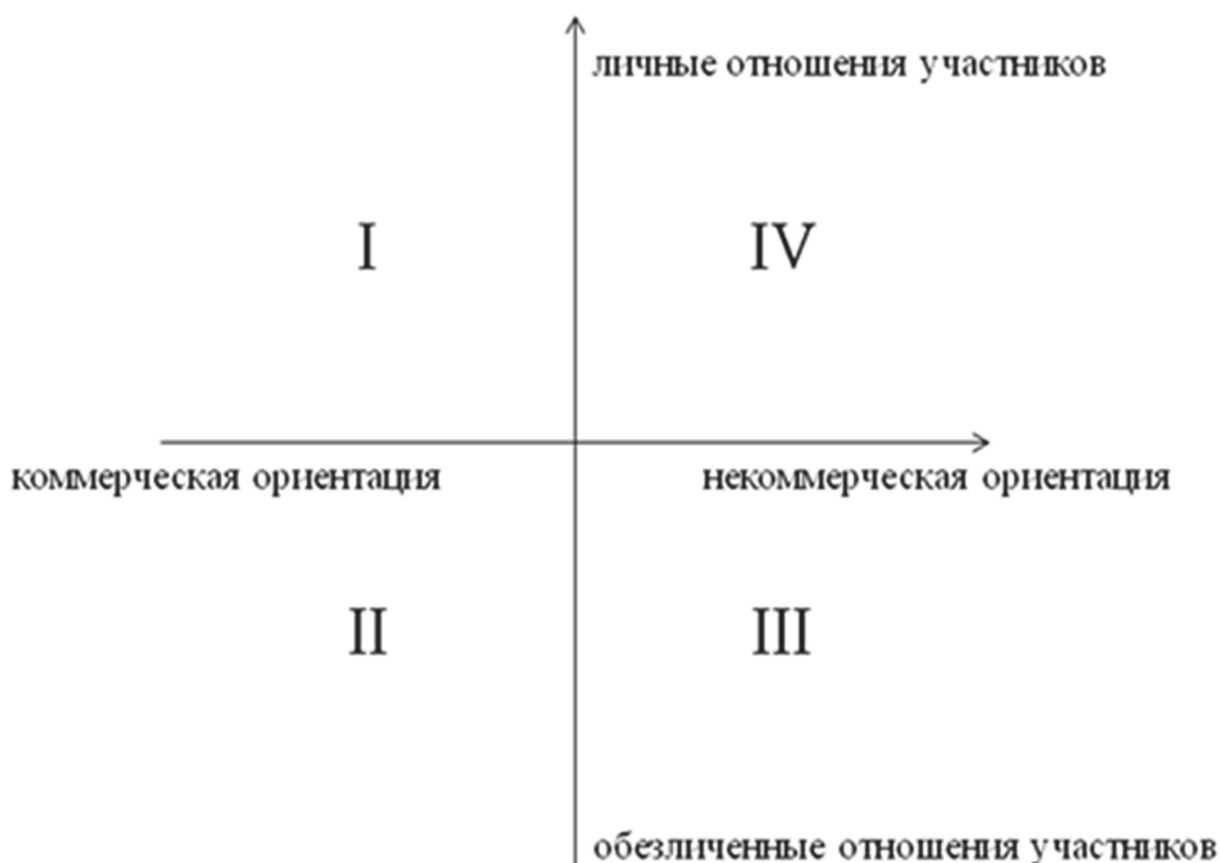 личные отношения участников
I
IV
коммерческая ориентация
некоммерческая ориентация
II
III
обезличенные отношения участников